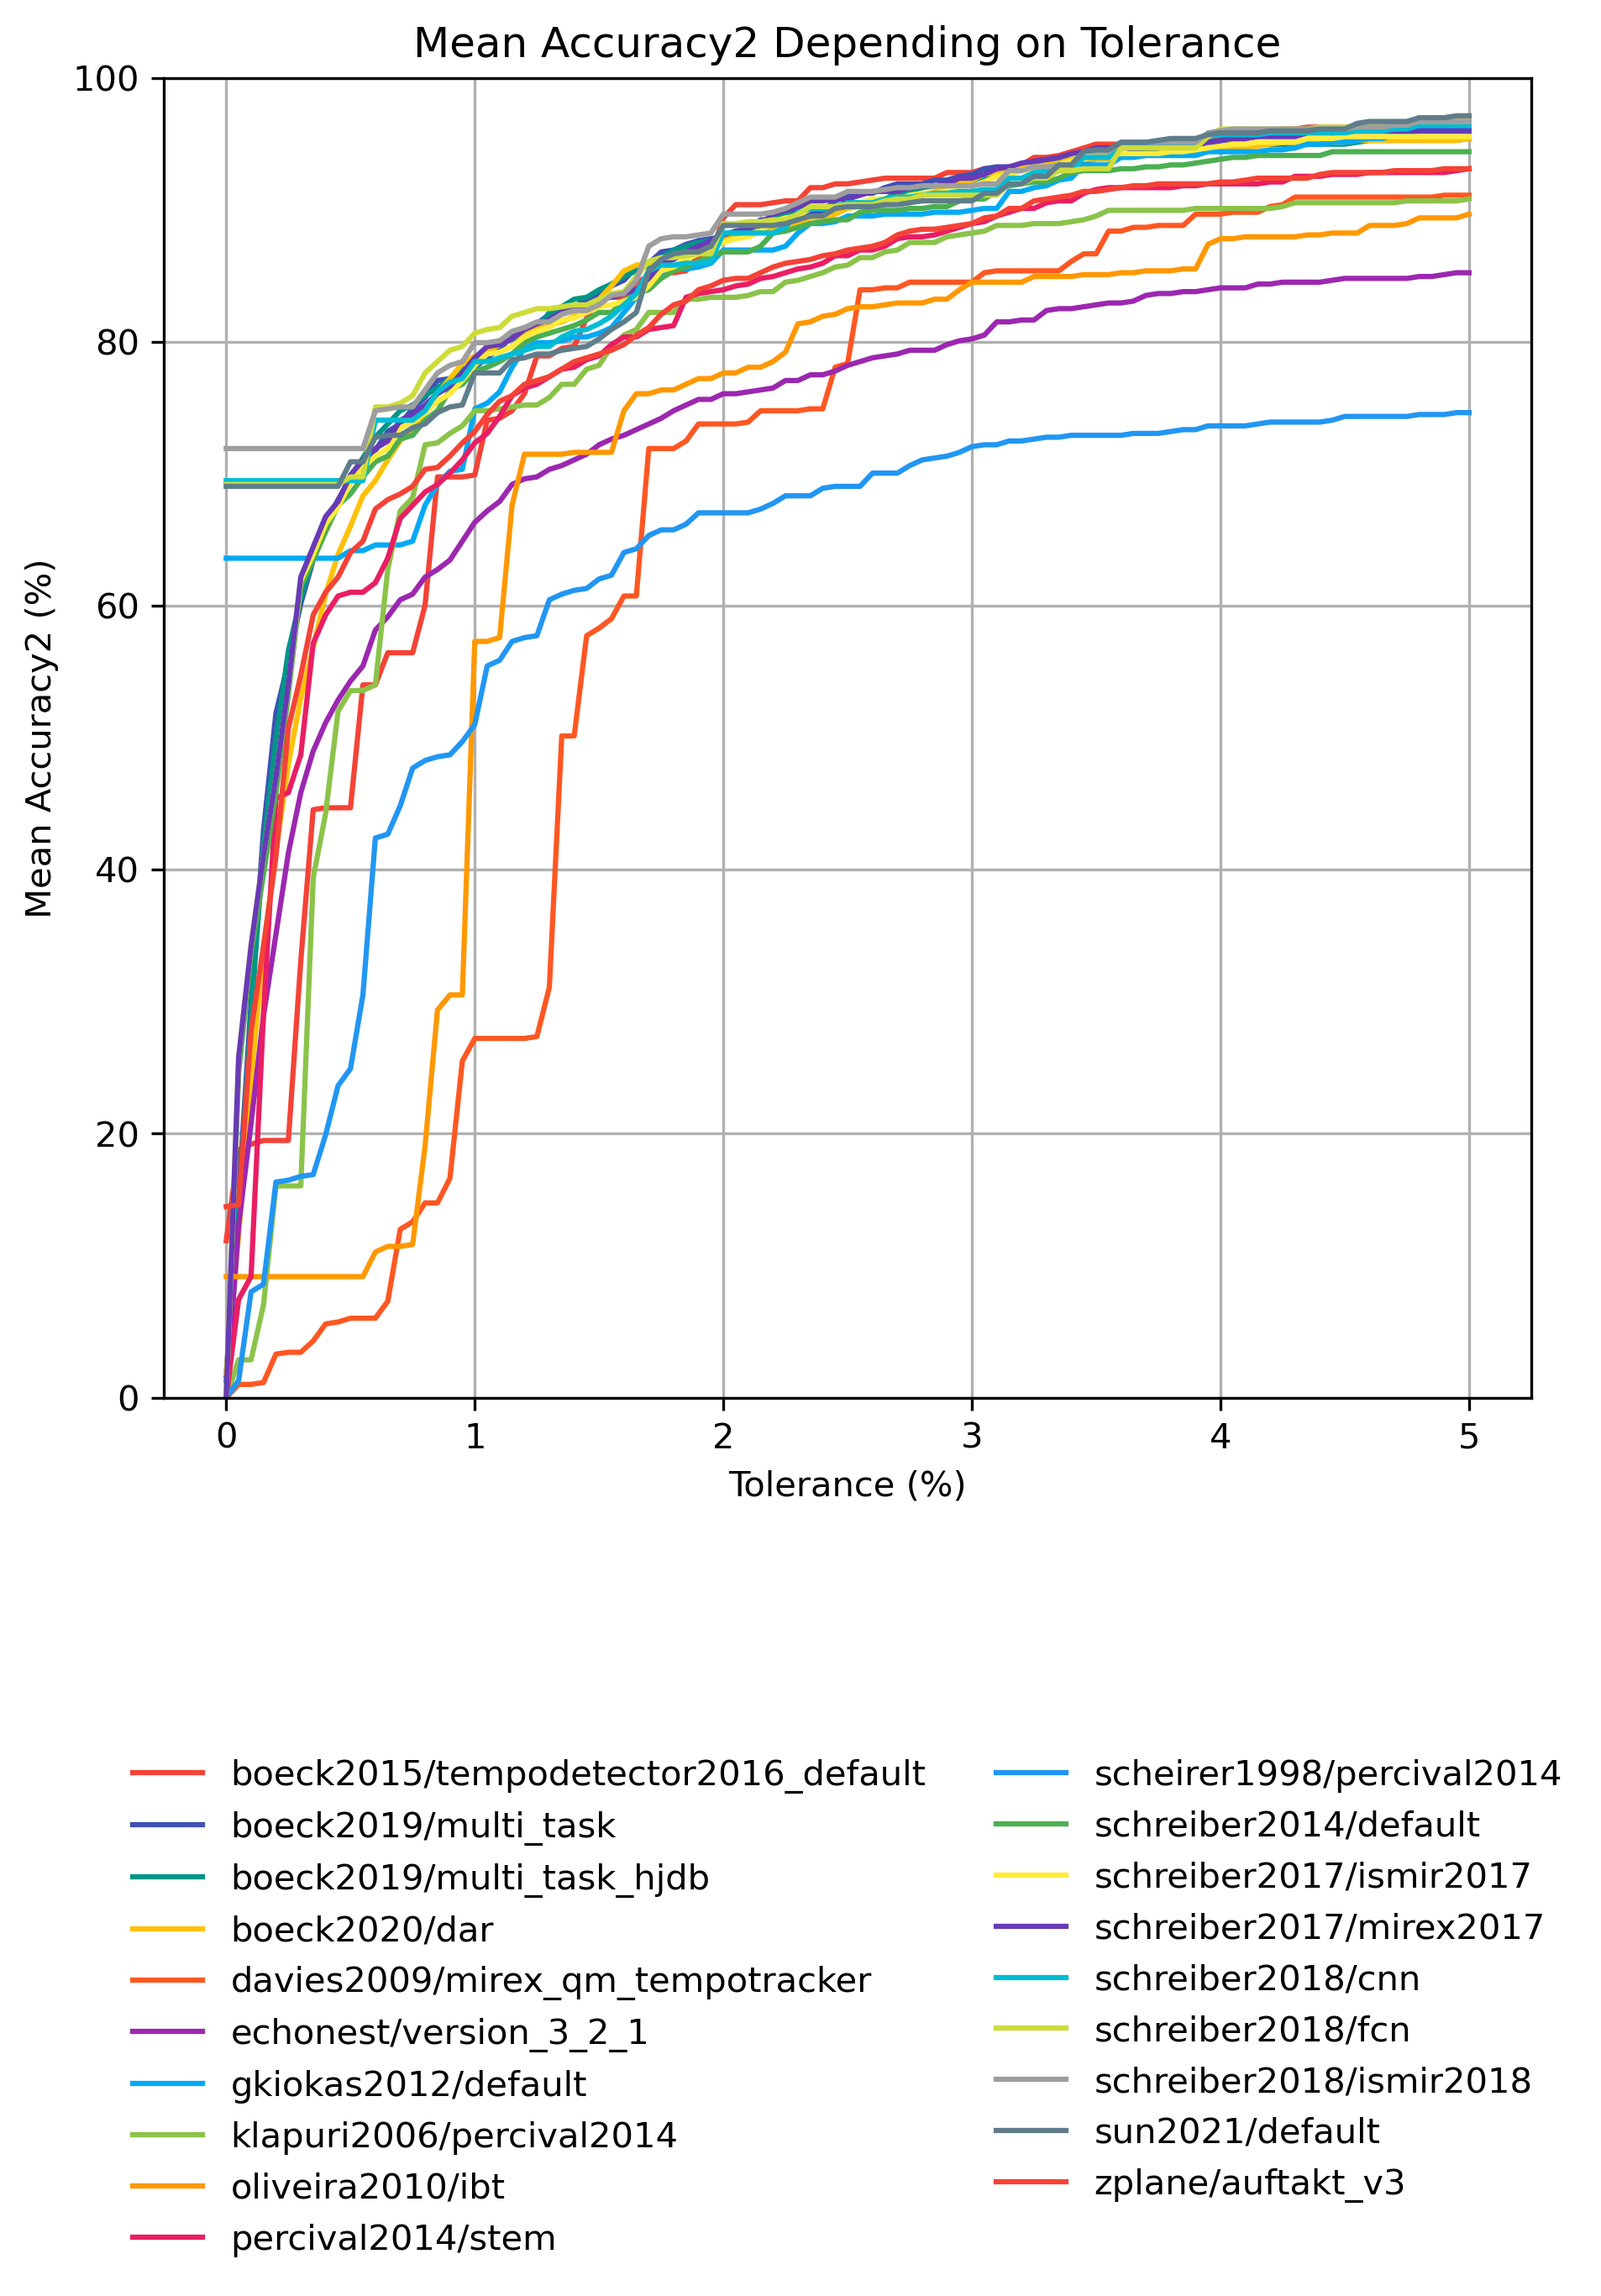 Mean Accuracy2 Depending on Tolerance
100
80
60
40
20
0
Mean Accuracy2 (%)
0 1 2 3 4 5
Tolerance (%)
boeck2015/tempodetector2016_default
boeck2019/multi_task
boeck2019/multi_task_hjdb
boeck2020/dar
davies2009/mirex_qm_tempotracker
echonest/version_3_2_1
gkiokas2012/default
klapuri2006/percival2014
oliveira2010/ibt
percival2014/stem
scheirer1998/percival2014
schreiber2014/default
schreiber2017/ismir2017
schreiber2017/mirex2017
schreiber2018/cnn
schreiber2018/fcn
schreiber2018/ismir2018
sun2021/default
zplane/auftakt_v3